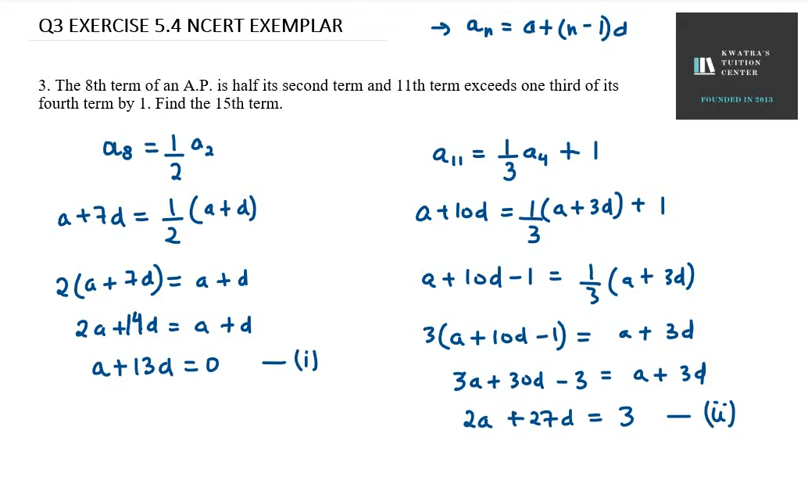 Q3 EXERCISE 5.4 NCERT EXEMPLAR
→ aₙ = a+(n-1)d
KWATRA'S
TUITION
CENTER
FOUNDED IN 2013
3. The 8th term of an A.P. is half its second term and 11th term exceeds one third of its
fourth term by 1. Find the 15th term.
a₈ = 1/2 a₂
a+7d = 1/2 (a+d)
2(a+7d) = a+d
2a+14d = a+d
a+13d = 0 —(i)
a₁₁ = 1/3 a₄ + 1
a+10d = 1/3 (a+3d) + 1
a+10d-1 = 1/3 (a+3d)
3(a+10d-1) = a+3d
3a+30d-3 = a+3d
2a+27d = 3 —(ii)